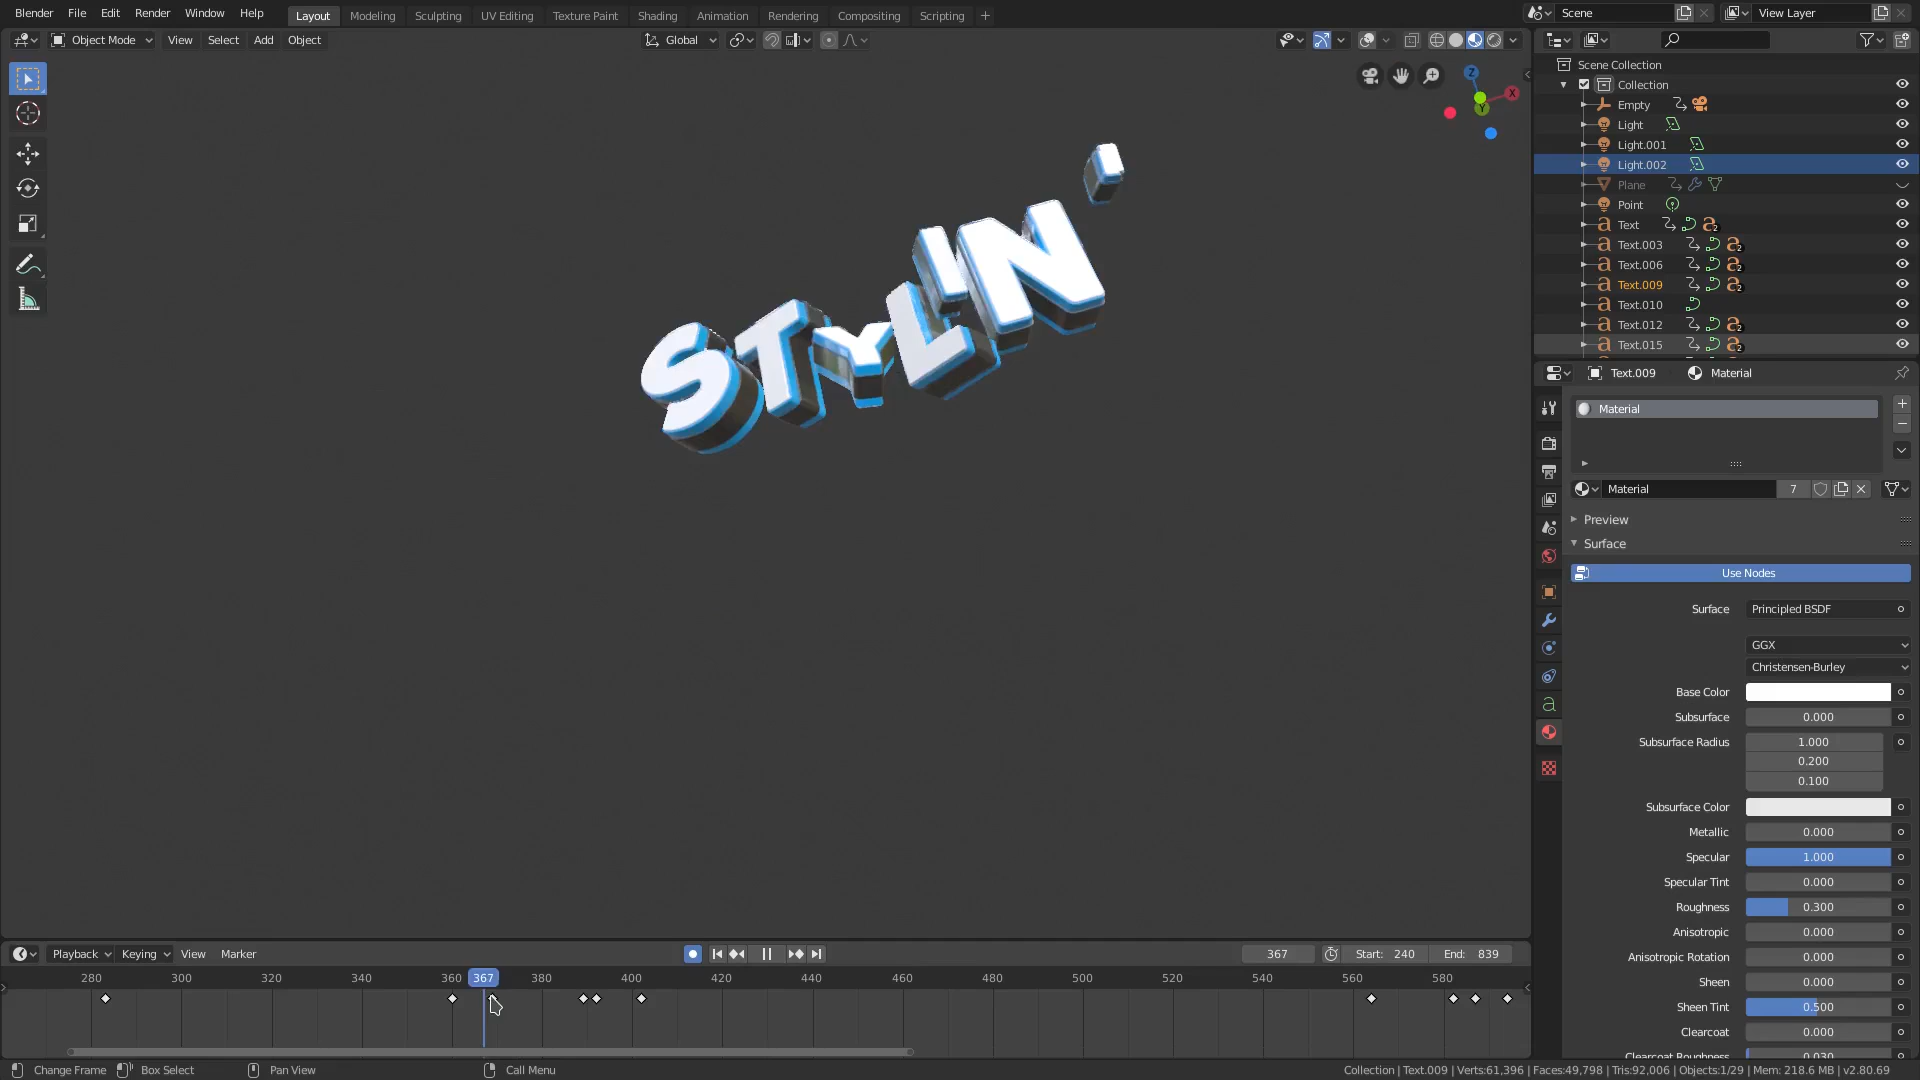 Blender File Edit Render Window Help Layout Modeling Sculpting UV Editing Texture Paint Shading Animation Rendering Compositing Scripting + Scene View Layer
Object Mode View Select Add Object Global
Z X Y
STYLIN'
Scene Collection
Collection
Empty
Light
Light.001
Light.002
Plane
Point
Text
Text.003
Text.006
Text.009
Text.010
Text.012
Text.015
Text.009 Material
Material
Material 7
Preview
Surface
Use Nodes
Surface Principled BSDF
GGX
Christensen-Burley
Base Color
Subsurface 0.000
Subsurface Radius 1.000
0.200
0.100
Subsurface Color
Metallic 0.000
Specular 1.000
Specular Tint 0.000
Roughness 0.300
Anisotropic 0.000
Anisotropic Rotation 0.000
Sheen 0.000
Sheen Tint 0.500
Clearcoat 0.000
Clearcoat Roughness 0.030
Playback Keying View Marker 367 Start: 240 End: 839
280 300 320 340 360 367 380 400 420 440 460 480 500 520 540 560 580
Change Frame Box Select Pan View Call Menu Collection | Text.009 | Verts:61,396 | Faces:49,798 | Tris:92,006 | Objects:1/29 | Mem: 218.6 MB | v2.80.69